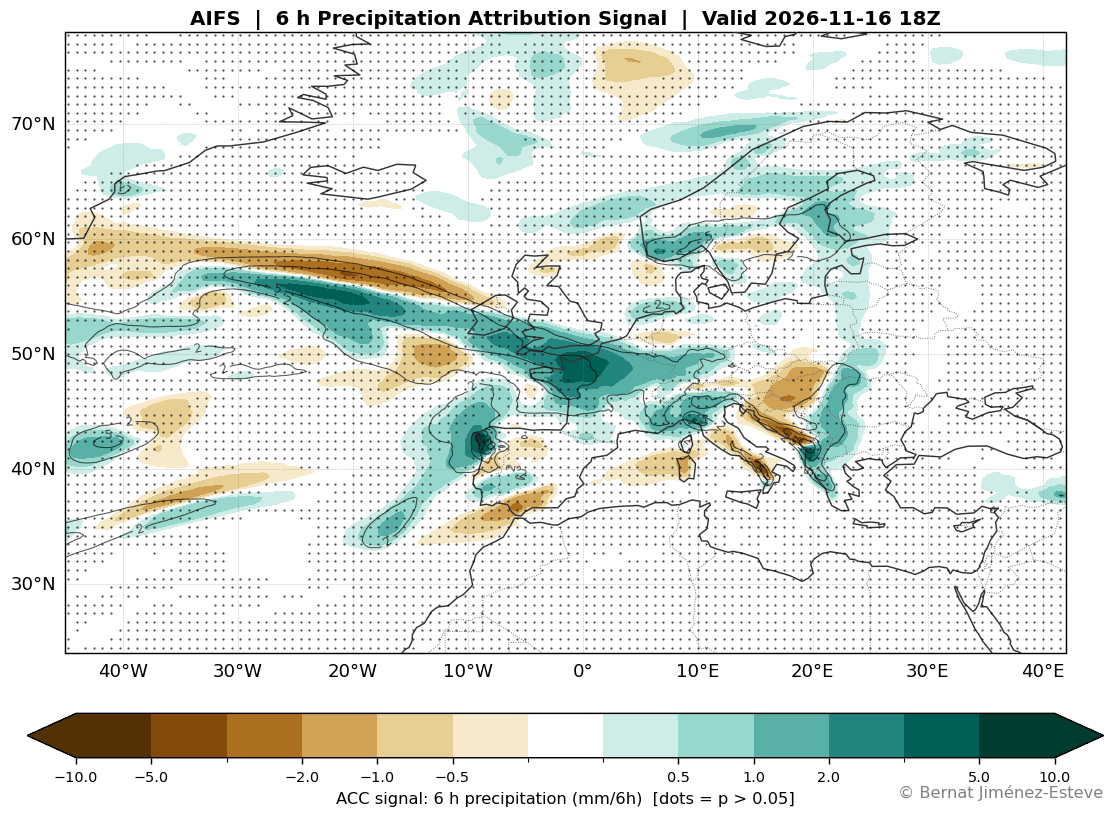 AIFS | 6 h Precipitation Attribution Signal | Valid 2026-11-16 18Z
70°N
60°N
50°N
40°N
30°N
40°W
30°W
20°W
10°W
0°
10°E
20°E
30°E
40°E
−10.0
−5.0
−2.0
−1.0
−0.5
0.5
1.0
2.0
5.0
10.0
ACC signal: 6 h precipitation (mm/6h) [dots = p > 0.05]
© Bernat Jiménez-Esteve